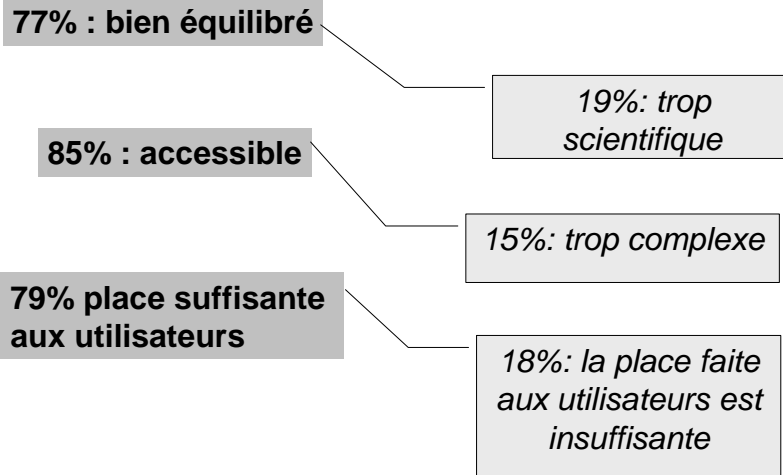 77% : bien équilibré
19%: trop
scientifique
85% : accessible
15%: trop complexe
79% place suffisante
aux utilisateurs
18%: la place faite
aux utilisateurs est
insuffisante